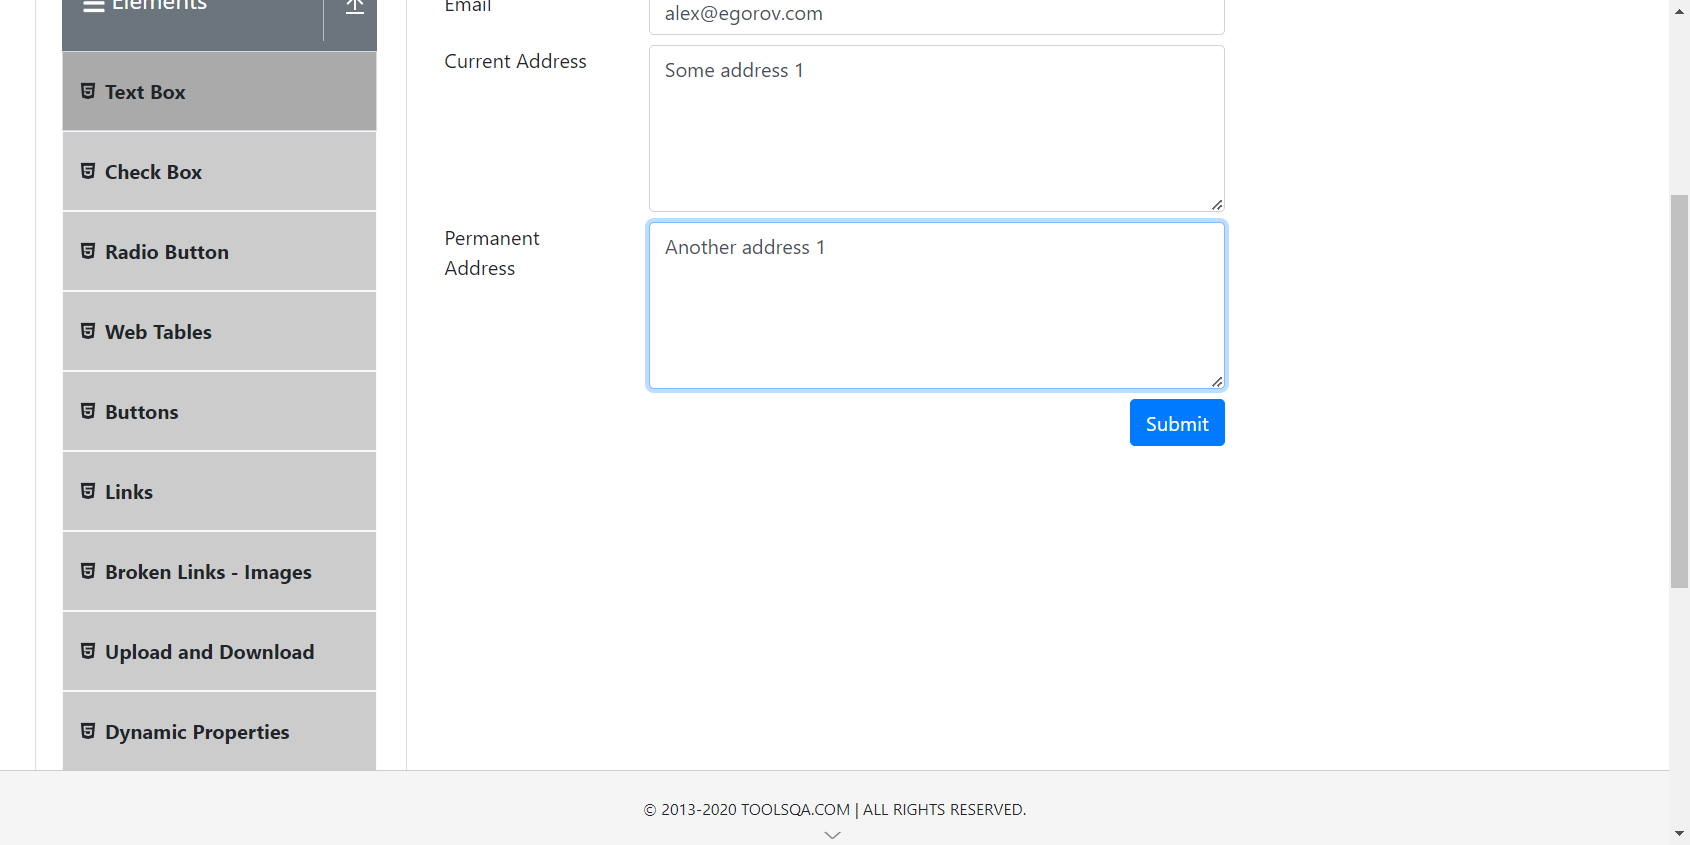 Elements
Text Box
Check Box
Radio Button
Web Tables
Buttons
Links
Broken Links - Images
Upload and Download
Dynamic Properties
Email
alex@egorov.com
Current Address
Some address 1
Permanent
Address
Another address 1
Submit
© 2013-2020 TOOLSQA.COM | ALL RIGHTS RESERVED.